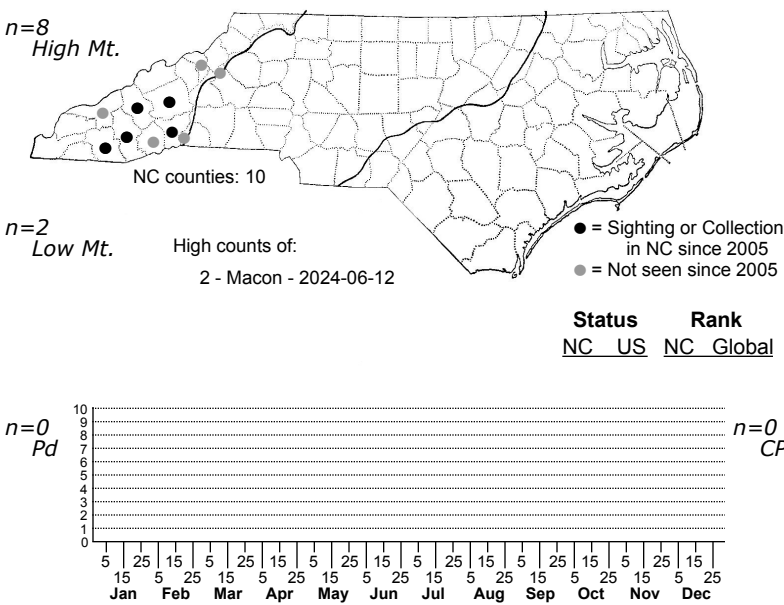 n=8
High Mt.
NC counties: 10
n=2
Low Mt.
High counts of:
2 - Macon - 2024-06-12
● = Sighting or Collection
in NC since 2005
● = Not seen since 2005
Status Rank
NC US NC Global
n=0
Pd
n=0
CP
10
9
8
7
6
5
4
3
2
1
0
5 25 15 5 25 15 5 25 15 5 25 15 5 25 15 5 25 15
15 5 25 15 5 25 15 5 25 15 5 25 15 5 25 15 5 25
Jan Feb Mar Apr May Jun Jul Aug Sep Oct Nov Dec